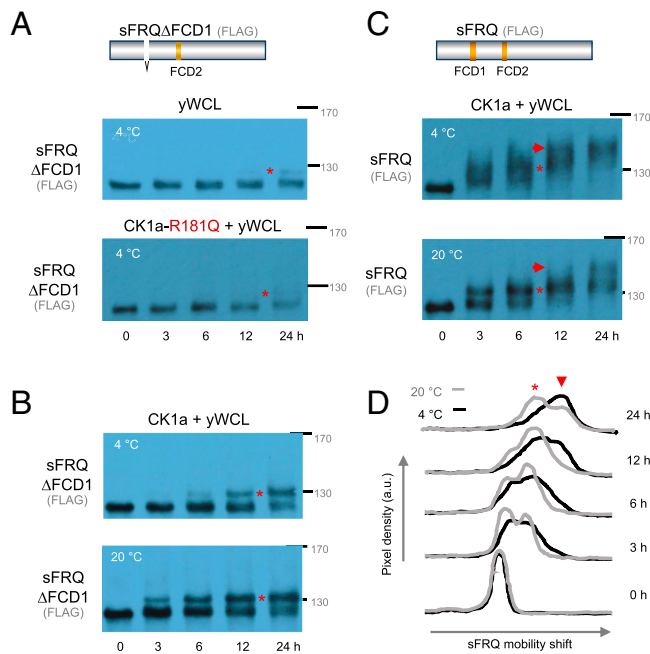 A
sFRQΔFCD1 (FLAG)
FCD2
yWCL
170
4 °C
sFRQ
ΔFCD1
(FLAG)
*
130
CK1a-R181Q + yWCL
170
4 °C
sFRQ
ΔFCD1
(FLAG)
*
130
0 3 6 12 24 h
B
CK1a + yWCL
170
4 °C
sFRQ
ΔFCD1
(FLAG)
*
130
170
20 °C
sFRQ
ΔFCD1
(FLAG)
*
130
0 3 6 12 24 h
C
sFRQ (FLAG)
FCD1 FCD2
CK1a + yWCL
170
4 °C
sFRQ
(FLAG)
*
130
170
20 °C
sFRQ
(FLAG)
*
130
0 3 6 12 24 h
D
20 °C
4 °C
*
24 h
12 h
6 h
3 h
0 h
Pixel density (a.u.)
sFRQ mobility shift